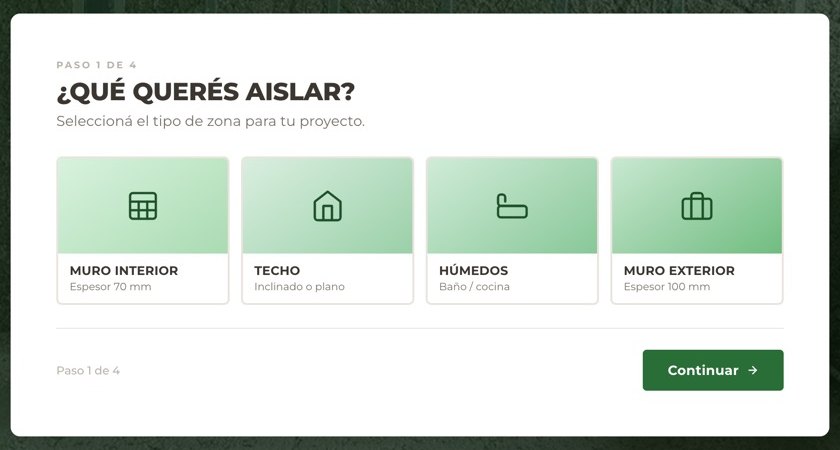 PASO 1 DE 4
¿QUÉ QUERÉS AISLAR?
Seleccioná el tipo de zona para tu proyecto.
MURO INTERIOR
Espesor 70 mm
TECHO
Inclinado o plano
HÚMEDOS
Baño / cocina
MURO EXTERIOR
Espesor 100 mm
Paso 1 de 4
Continuar →